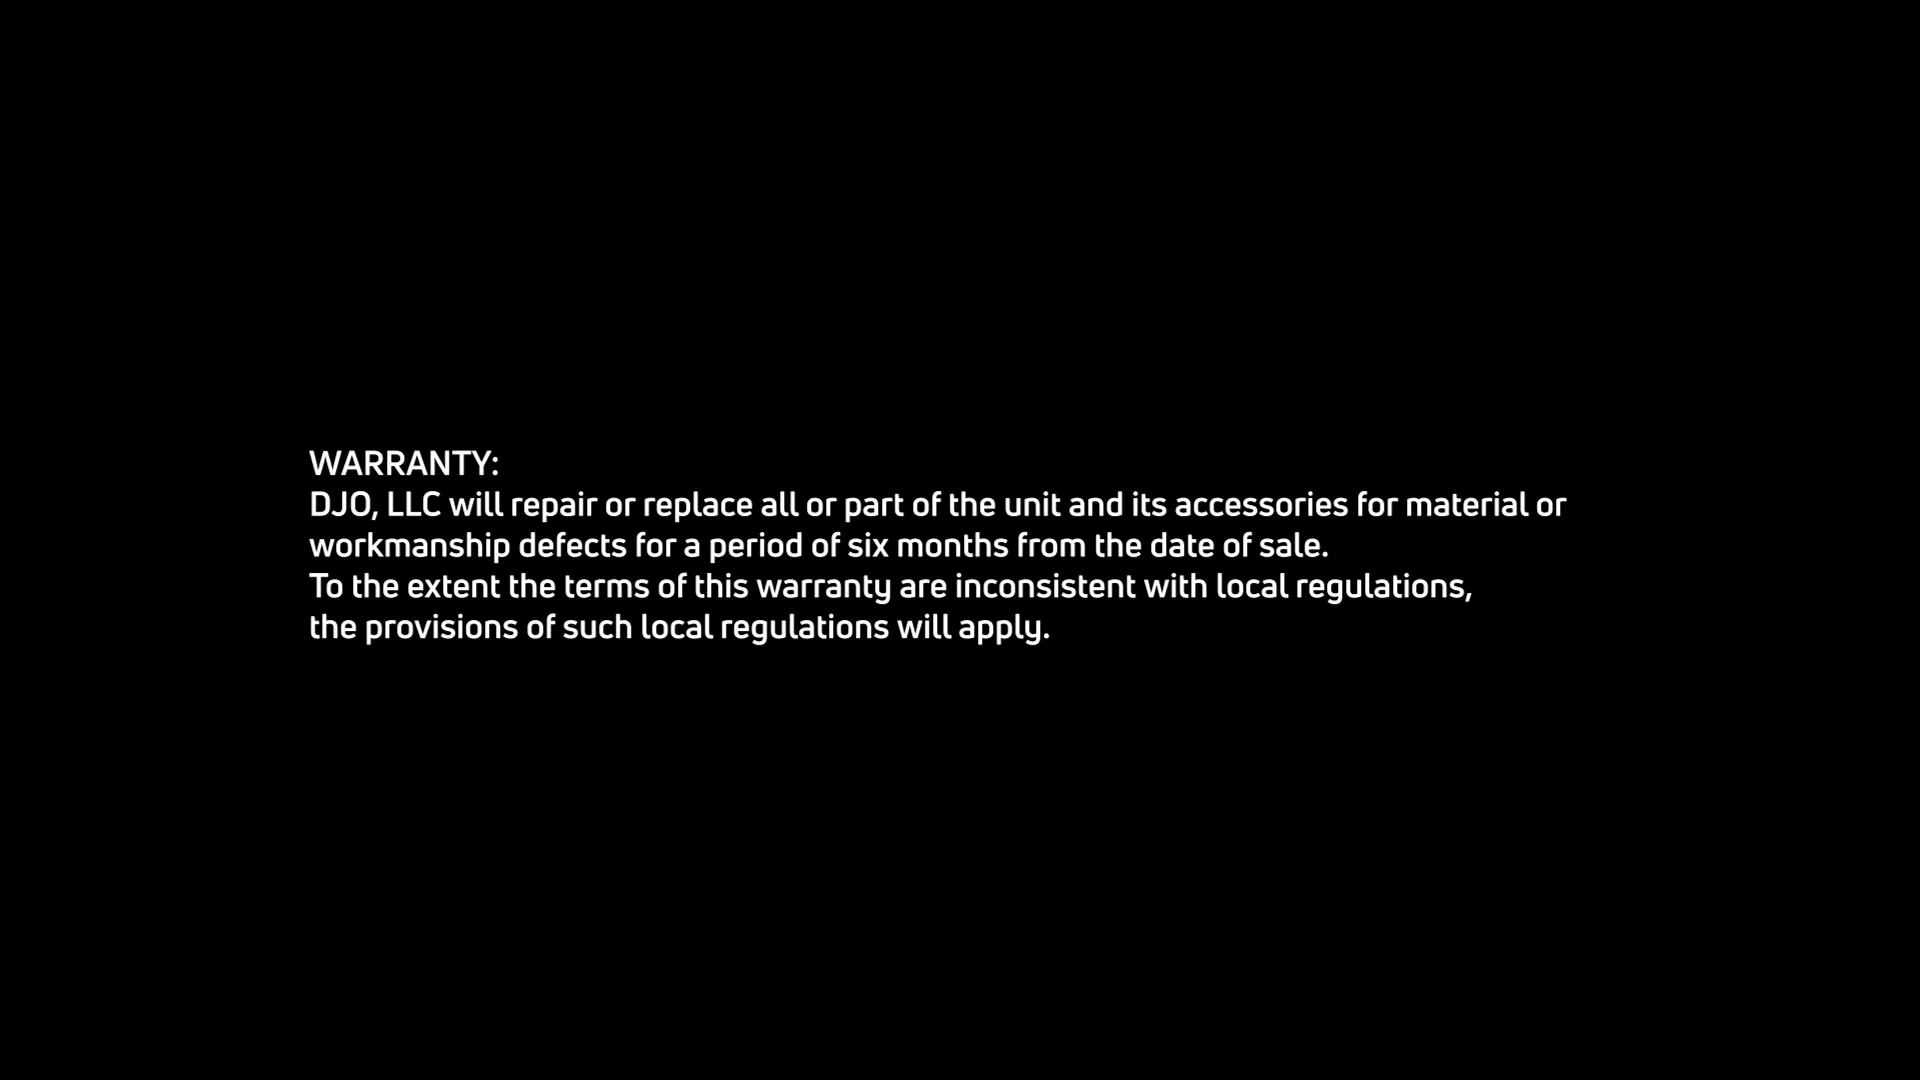 WARRANTY:
DJO, LLC will repair or replace all or part of the unit and its accessories for material or
workmanship defects for a period of six months from the date of sale.
To the extent the terms of this warranty are inconsistent with local regulations,
the provisions of such local regulations will apply.